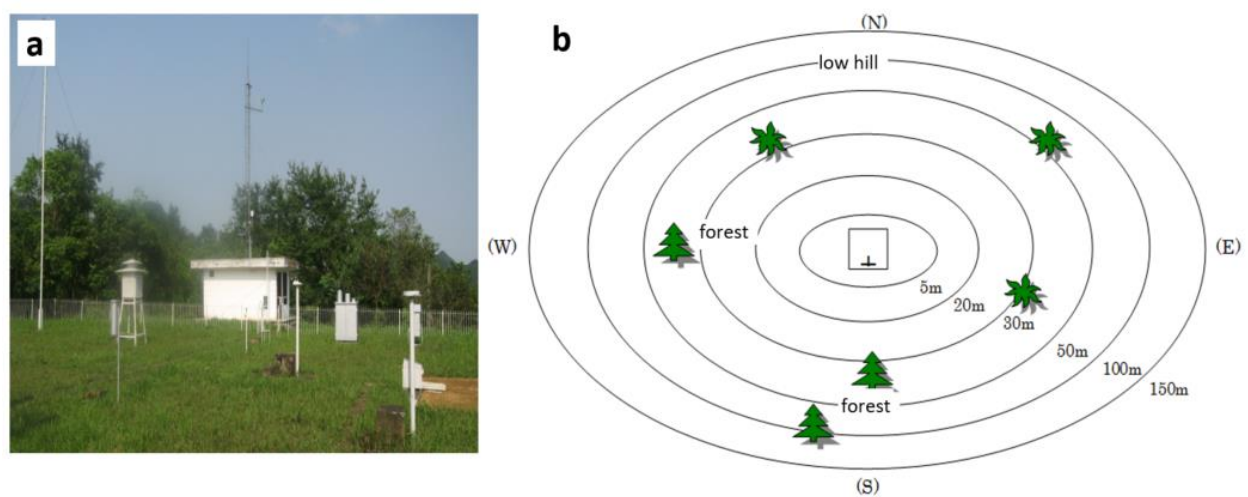 a
b
(N)
low hill
forest
(W)
(E)
5m
20m
30m
50m
100m
150m
forest
(S)